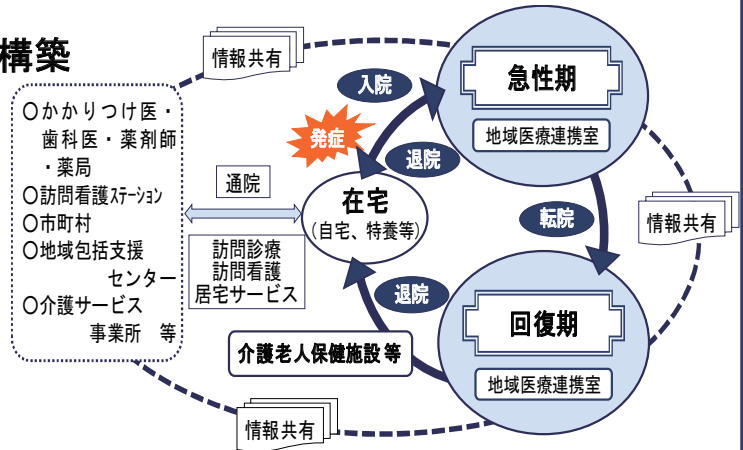 構築
情報共有
〇かかりつけ医・
歯科医・薬剤師
・薬局
〇訪問看護ステーション
〇市町村
〇地域包括支援
センター
〇介護サービス
事業所 等
通院
訪問診療
訪問看護
居宅サービス
発症
入院
退院
在宅
(自宅、特養等)
急性期
地域医療連携室
転院
情報共有
退院
介護老人保健施設等
回復期
地域医療連携室
情報共有